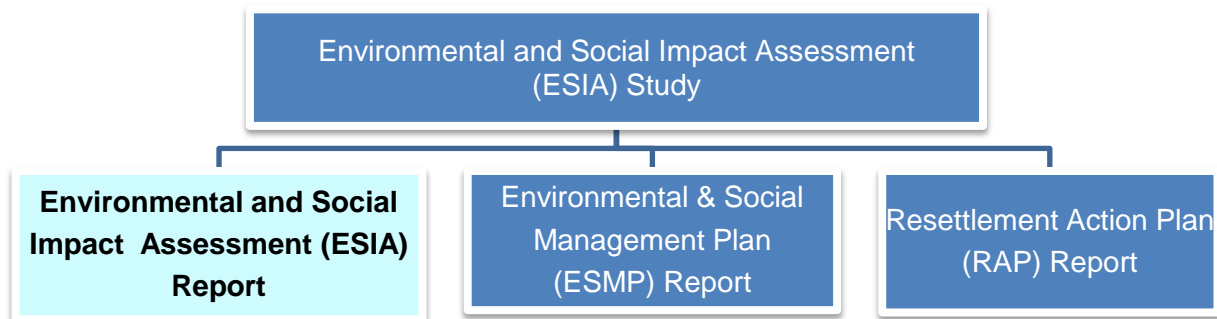 Environmental and Social Impact Assessment
(ESIA) Study
Environmental and Social
Impact Assessment (ESIA)
Report
Environmental & Social
Management Plan
(ESMP) Report
Resettlement Action Plan
(RAP) Report